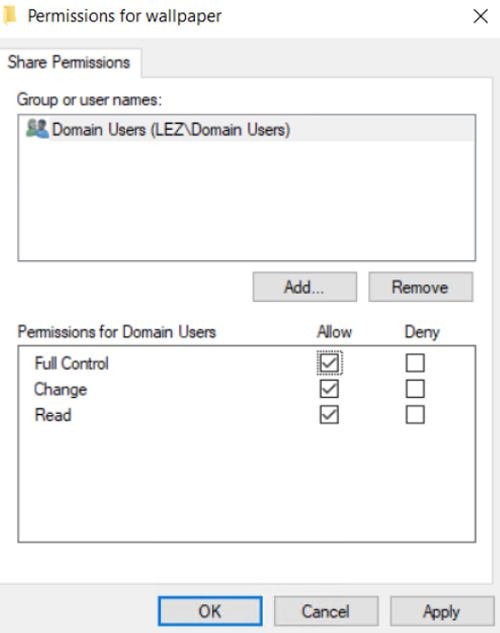 Permissions for wallpaper
Share Permissions
Group or user names:
Domain Users (LEZ\Domain Users)
Add... Remove
Permissions for Domain Users Allow Deny
Full Control
Change
Read
OK Cancel Apply